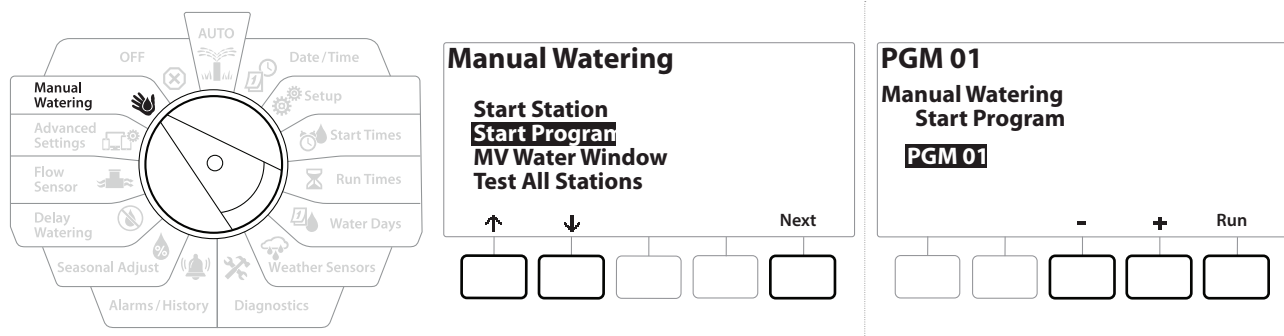 AUTO
OFF
Date/Time
Manual
Watering
Setup
Advanced
Settings
Start Times
Flow
Sensor
Run Times
Delay
Watering
Water Days
Seasonal Adjust
%
Weather Sensors
Alarms/History
Diagnostics
Manual Watering
Start Station
Start Program
MV Water Window
Test All Stations
Next
PGM 01
Manual Watering
Start Program
PGM 01
- + Run